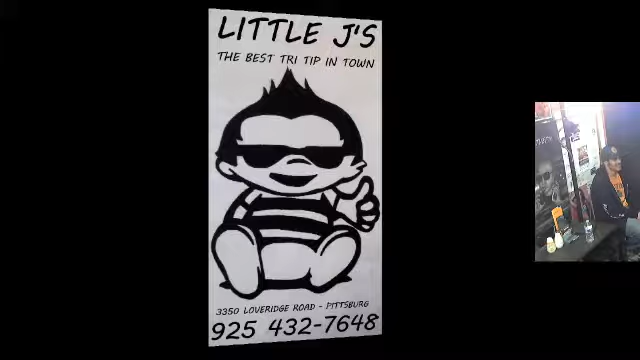 LITTLE J'S
THE BEST TRI TIP IN TOWN
3350 LOVERIDGE ROAD - PITTSBURG
925 432-7648